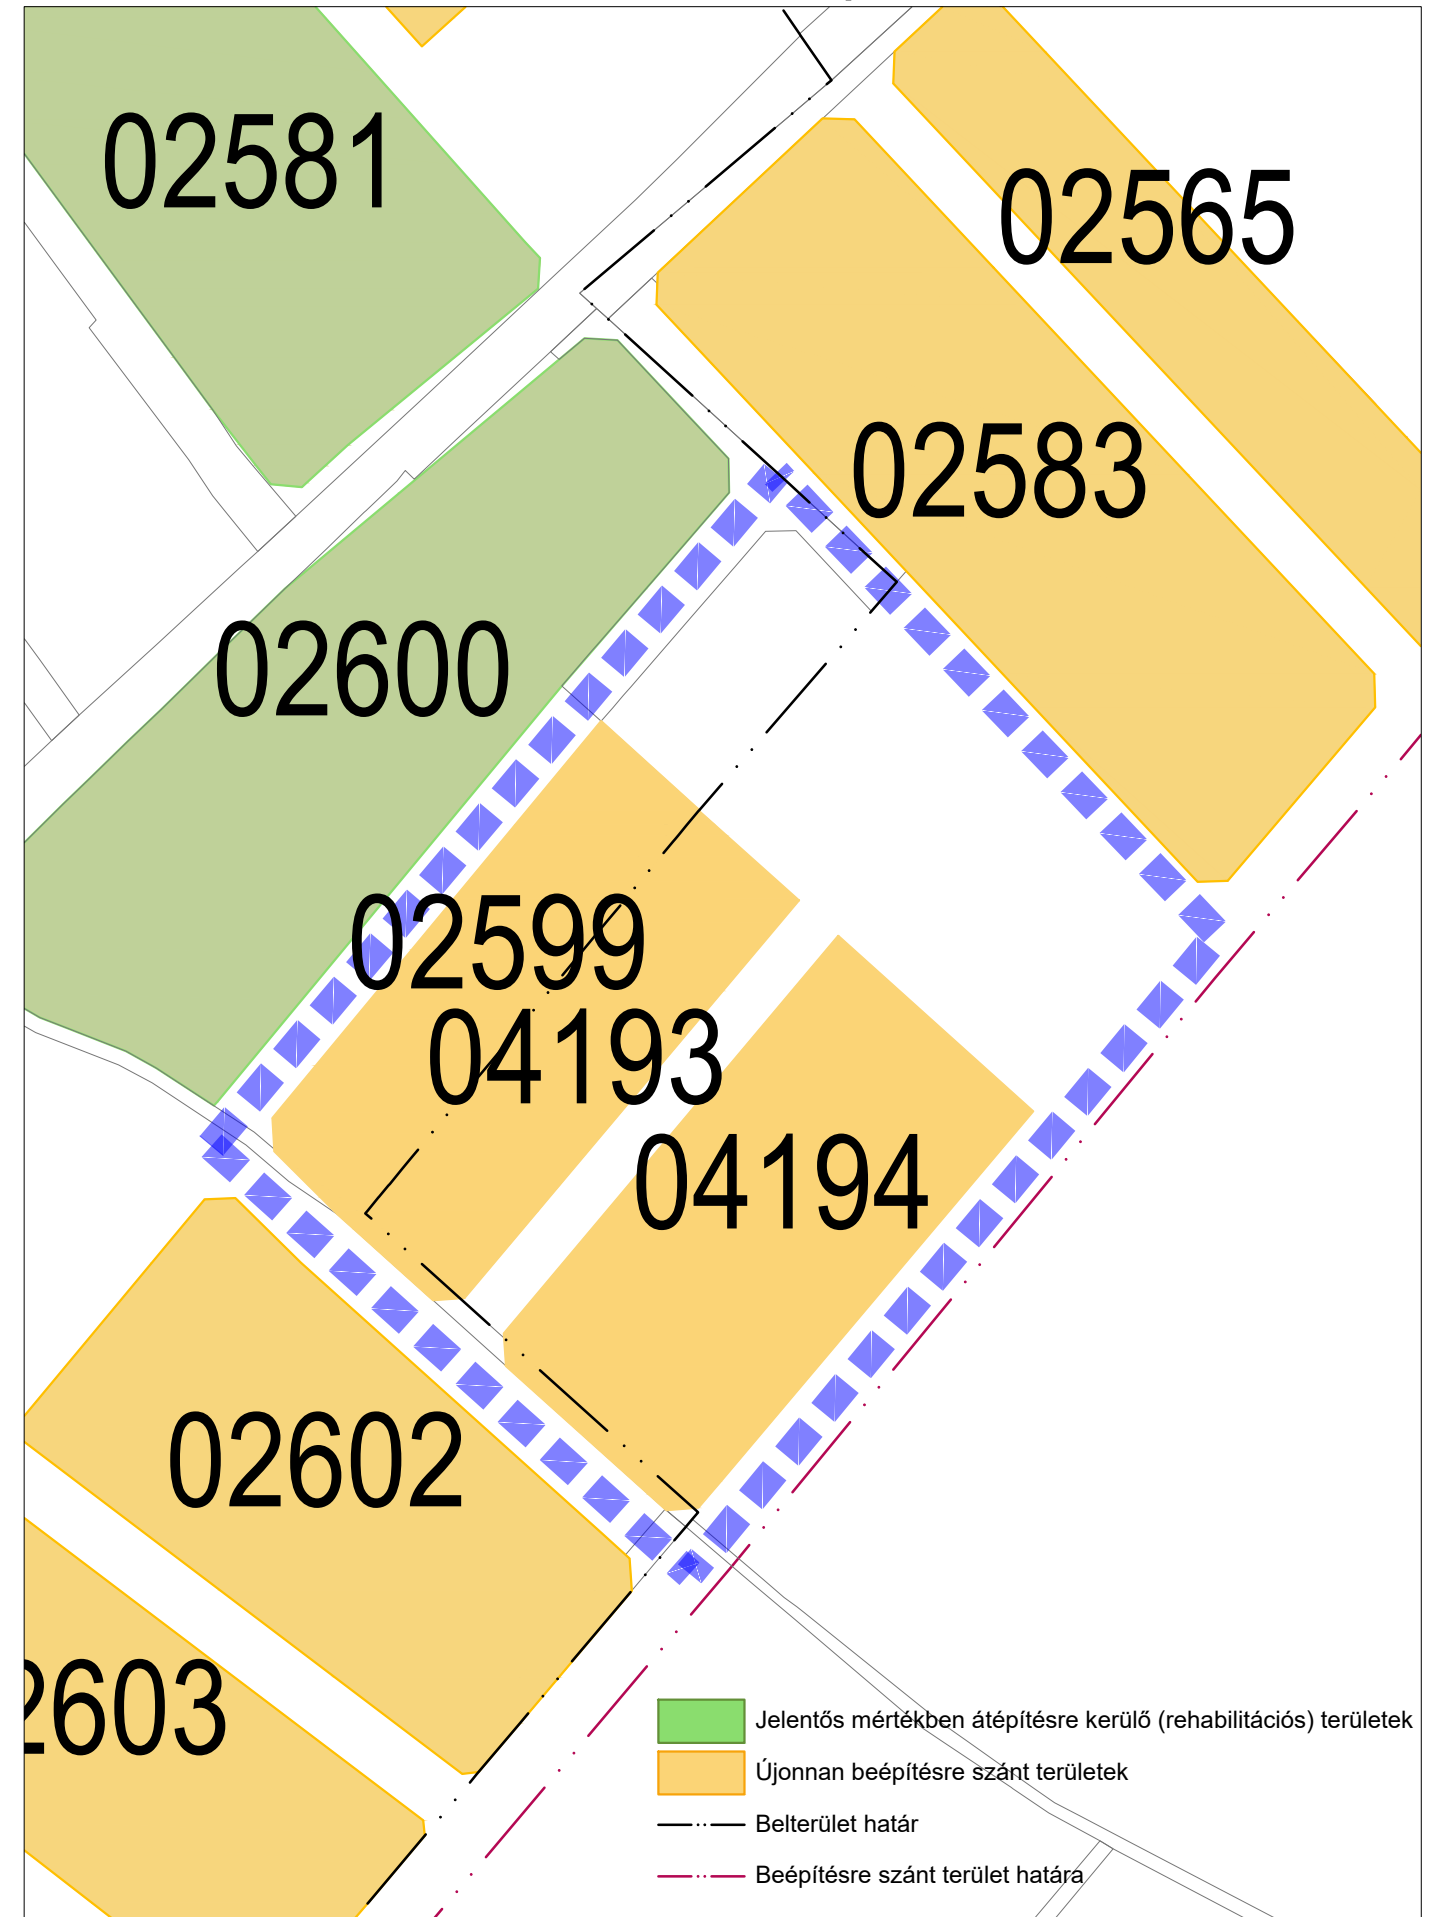 02581
02565
02583
02600
02599
04193
04194
02602
2603
Jelentős mértékben átépítésre kerülő (rehabilitációs) területek
Újonnan beépítésre szánt területek
Belterület határ
Beépítésre szánt terület határa